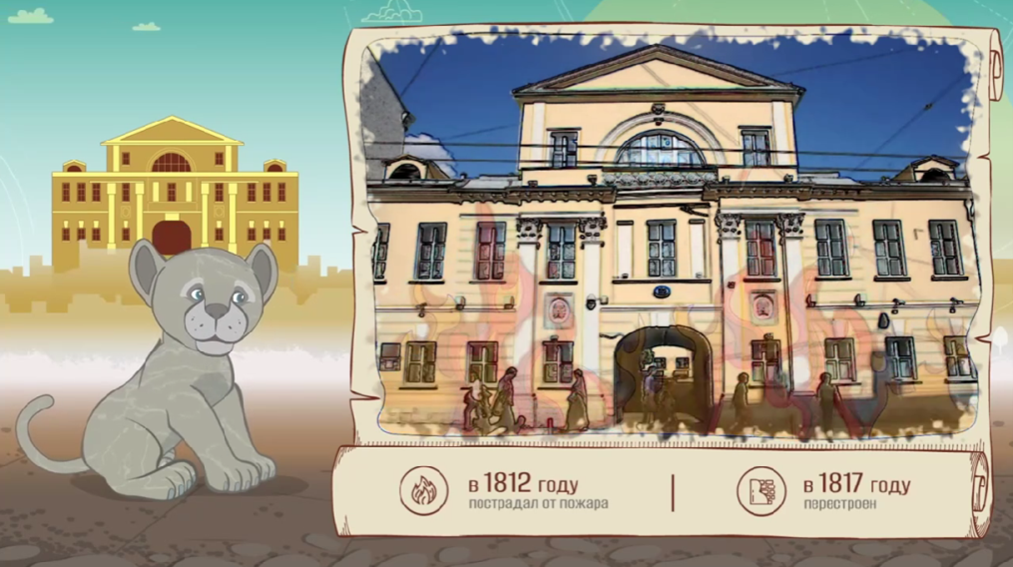 в 1812 году
пострадал от пожара
в 1817 году
перестроен